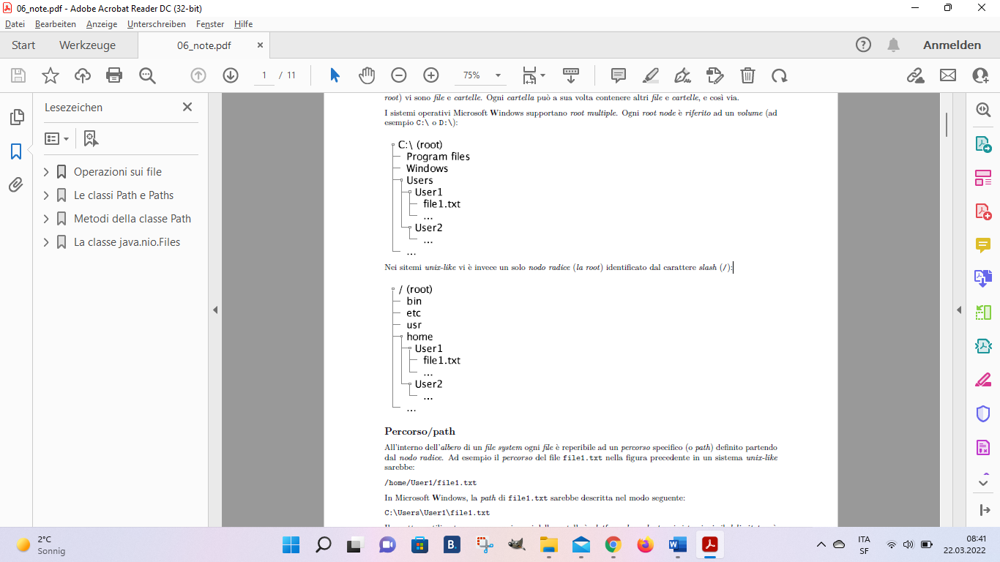 06_note.pdf - Adobe Acrobat Reader DC (32-bit)
Datei Bearbeiten Anzeige Unterschreiben Fenster Hilfe
Start Werkzeuge 06_note.pdf Anmelden
1 / 11 75%
Lesezeichen
Operazioni sui file
Le classi Path e Paths
Metodi della classe Path
La classe java.nio.Files
root) vi sono file e cartelle. Ogni cartella può a sua volta contenere altri file e cartelle, e così via.
I sistemi operativi Microsoft Windows supportano root multiple. Ogni root node è riferito ad un volume (ad
esempio C:\ o D:\):
C:\ (root)
Program files
Windows
Users
User1
file1.txt
...
User2
...
...
Nei sitemi unix-like vi è invece un solo nodo radice (la root) identificato dal carattere slash (/):
/ (root)
bin
etc
usr
home
User1
file1.txt
...
User2
...
...
Percorso/path
All'interno dell'albero di un file system ogni file è reperibile ad un percorso specifico (o path) definito partendo
dal nodo radice. Ad esempio il percorso del file file1.txt nella figura precedente in un sistema unix-like
sarebbe:
/home/User1/file1.txt
In Microsoft Windows, la path di file1.txt sarebbe descritta nel modo seguente:
C:\Users\User1\file1.txt
2°C
Sonnig
B.
ITA
SF
08:41
22.03.2022